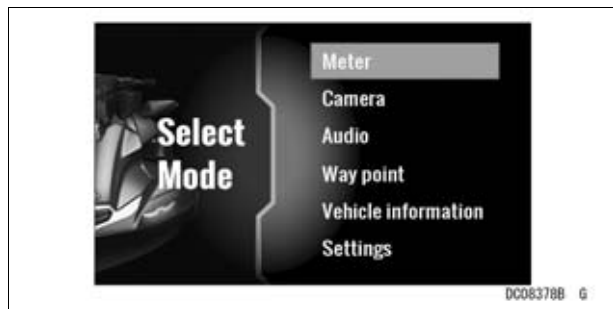 Select
Mode
Meter
Camera
Audio
Way point
Vehicle information
Settings
DC08378B G